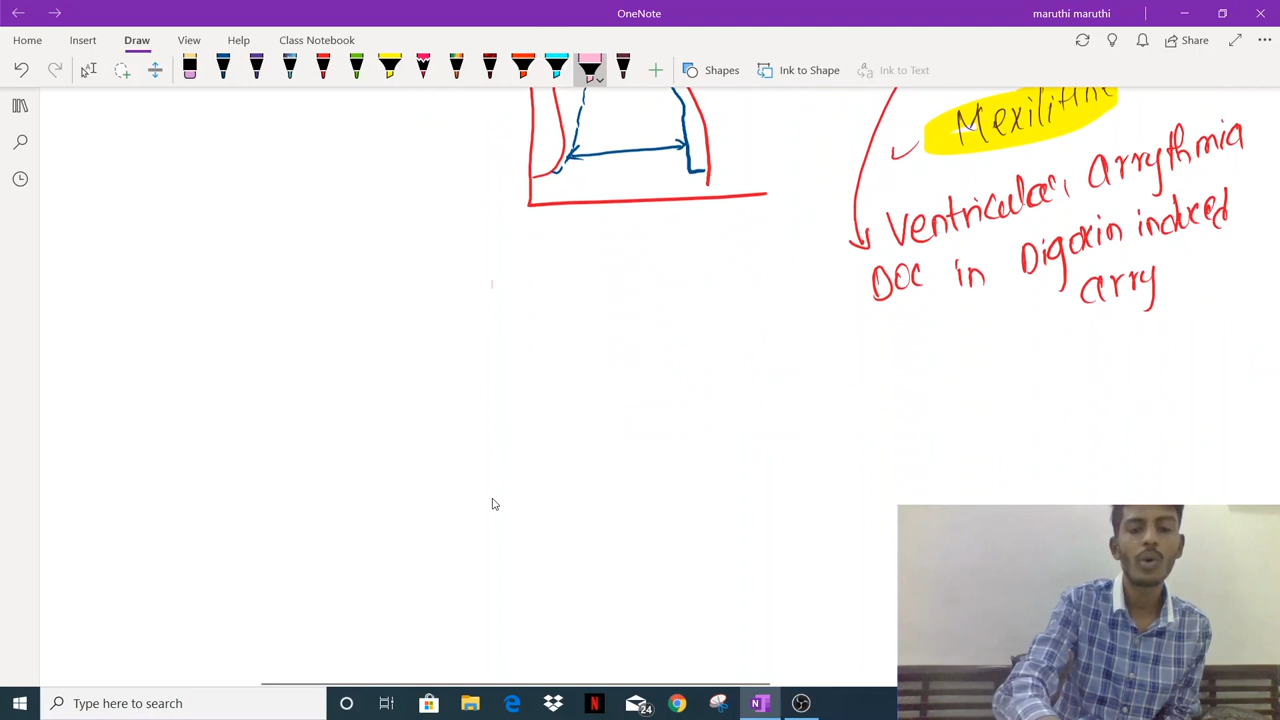 OneNote
maruthi maruthi
Home Insert Draw View Help Class Notebook
Share
Shapes Ink to Shape Ink to Text
Ventricular Arrythmia
DOC in Digoxin induced
arry
Type here to search
24